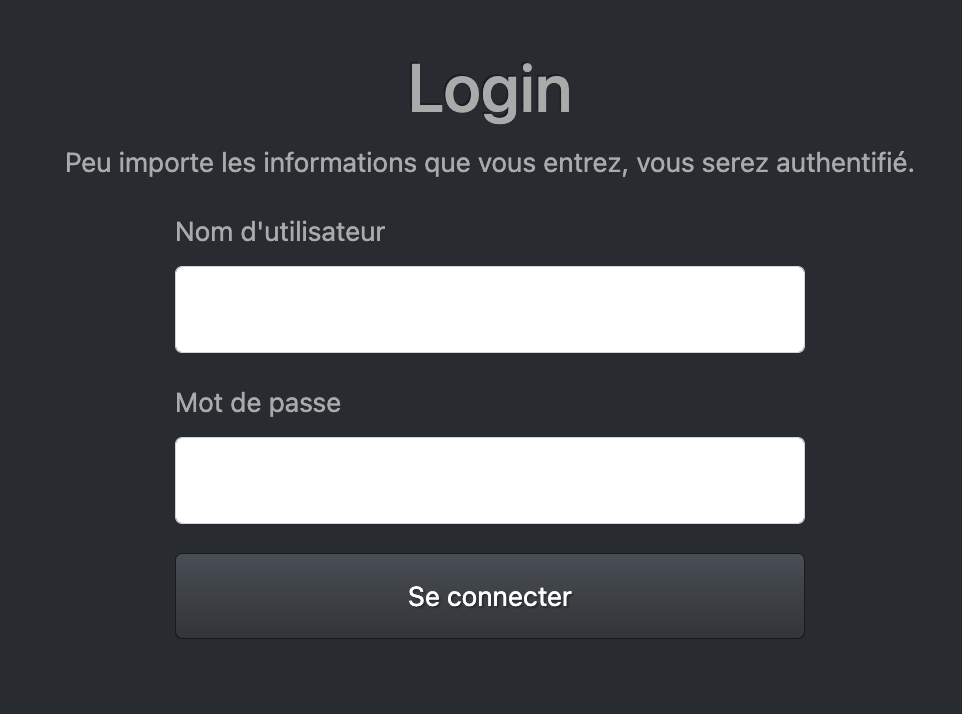 Login
Peu importe les informations que vous entrez, vous serez authentifié.
Nom d'utilisateur
Mot de passe
Se connecter